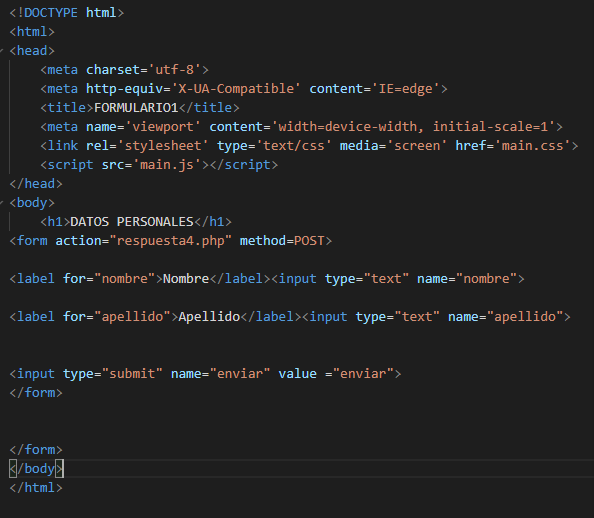 <!DOCTYPE html>
<html>
<head>
    <meta charset='utf-8'>
    <meta http-equiv='X-UA-Compatible' content='IE=edge'>
    <title>FORMULARIO1</title>
    <meta name='viewport' content='width=device-width, initial-scale=1'>
    <link rel='stylesheet' type='text/css' media='screen' href='main.css'>
    <script src='main.js'></script>
</head>
<body>
    <h1>DATOS PERSONALES</h1>
<form action="respuesta4.php" method=POST>
<label for="nombre">Nombre</label><input type="text" name="nombre">
<label for="apellido">Apellido</label><input type="text" name="apellido">
<input type="submit" name="enviar" value ="enviar">
</form>
</form>
</body>
</html>